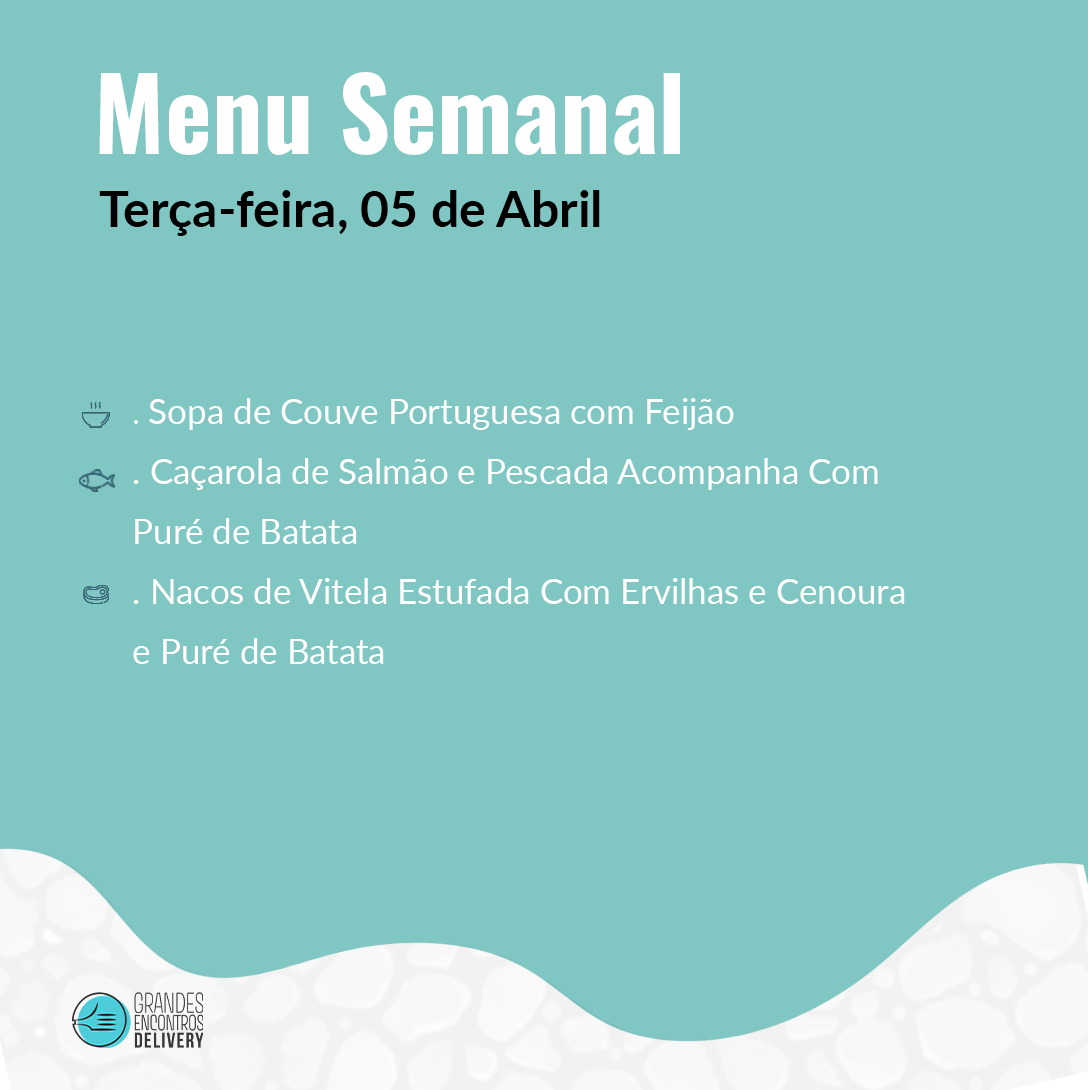 Menu Semanal
Terça-feira, 05 de Abril
. Sopa de Couve Portuguesa com Feijão
. Caçarola de Salmão e Pescada Acompanha Com
Puré de Batata
. Nacos de Vitela Estufada Com Ervilhas e Cenoura
e Puré de Batata
GRANDES
ENCONTROS
DELIVERY